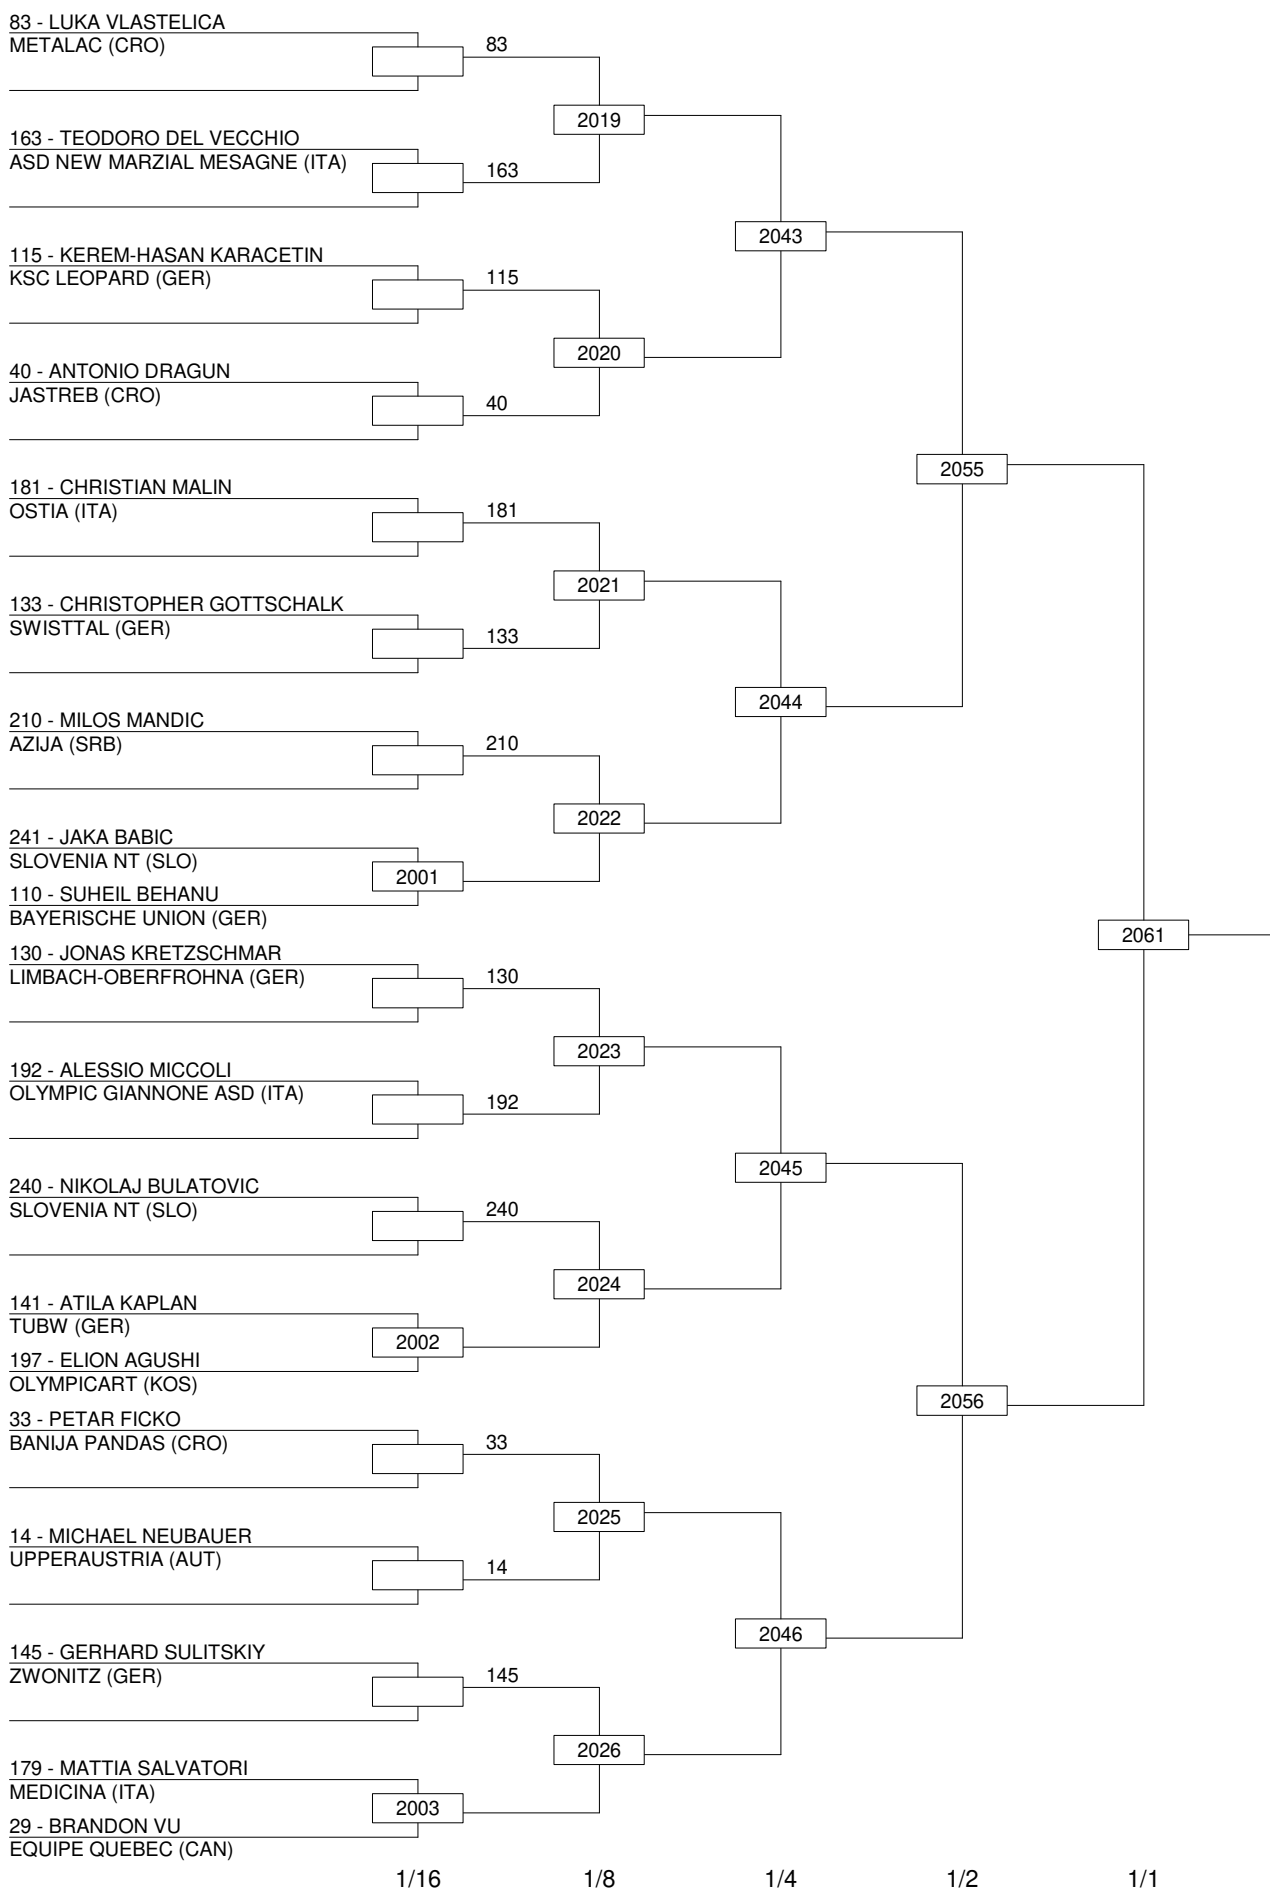 83 - LUKA VLASTELICA
METALAC (CRO)
83
2019
163 - TEODORO DEL VECCHIO
ASD NEW MARZIAL MESAGNE (ITA)
163
2043
115 - KEREM-HASAN KARACETIN
KSC LEOPARD (GER)
115
2020
40 - ANTONIO DRAGUN
JASTREB (CRO)
40
2055
181 - CHRISTIAN MALIN
OSTIA (ITA)
181
2021
133 - CHRISTOPHER GOTTSCHALK
SWISTTAL (GER)
133
2044
210 - MILOS MANDIC
AZIJA (SRB)
210
2022
241 - JAKA BABIC
SLOVENIA NT (SLO)
2001
110 - SUHEIL BEHANU
BAYERISCHE UNION (GER)
2061
130 - JONAS KRETZSCHMAR
LIMBACH-OBERFROHNA (GER)
130
2023
192 - ALESSIO MICCOLI
OLYMPIC GIANNONE ASD (ITA)
192
2045
240 - NIKOLAJ BULATOVIC
SLOVENIA NT (SLO)
240
2024
141 - ATILA KAPLAN
TUBW (GER)
2002
197 - ELION AGUSHI
OLYMPICART (KOS)
2056
33 - PETAR FICKO
BANIJA PANDAS (CRO)
33
2025
14 - MICHAEL NEUBAUER
UPPERAUSTRIA (AUT)
14
2046
145 - GERHARD SULITSKIY
ZWONITZ (GER)
145
2026
179 - MATTIA SALVATORI
MEDICINA (ITA)
2003
29 - BRANDON VU
EQUIPE QUEBEC (CAN)
1/16 1/8 1/4 1/2 1/1